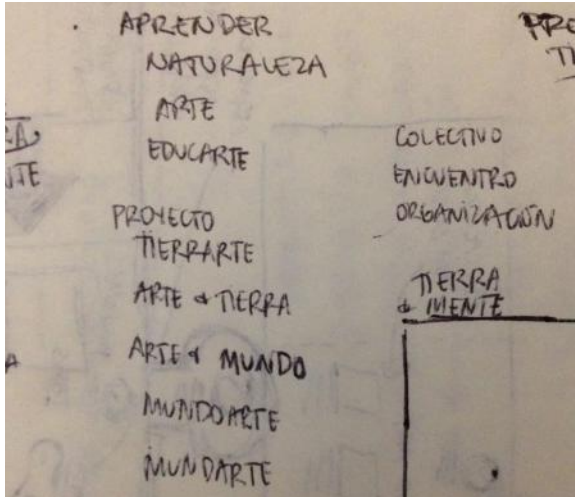 APRENDER
NATURALEZA
ARTE
EDUCARTE
PROYECTO
TIERRARTE
ARTE & TIERRA
ARTE & MUNDO
MUNDOARTE
MUNDARTE
COLECTIVO
ENCUENTRO
ORGANIZACIÓN
TIERRA
& MENTE